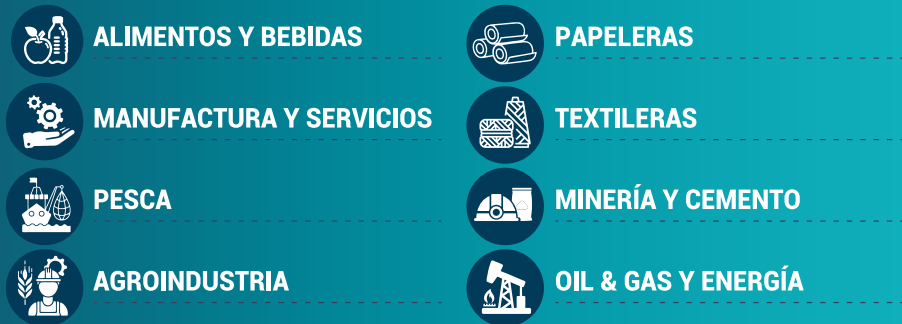 ALIMENTOS Y BEBIDAS
MANUFACTURA Y SERVICIOS
PESCA
AGROINDUSTRIA
PAPELERAS
TEXTILERAS
MINERÍA Y CEMENTO
OIL & GAS Y ENERGÍA